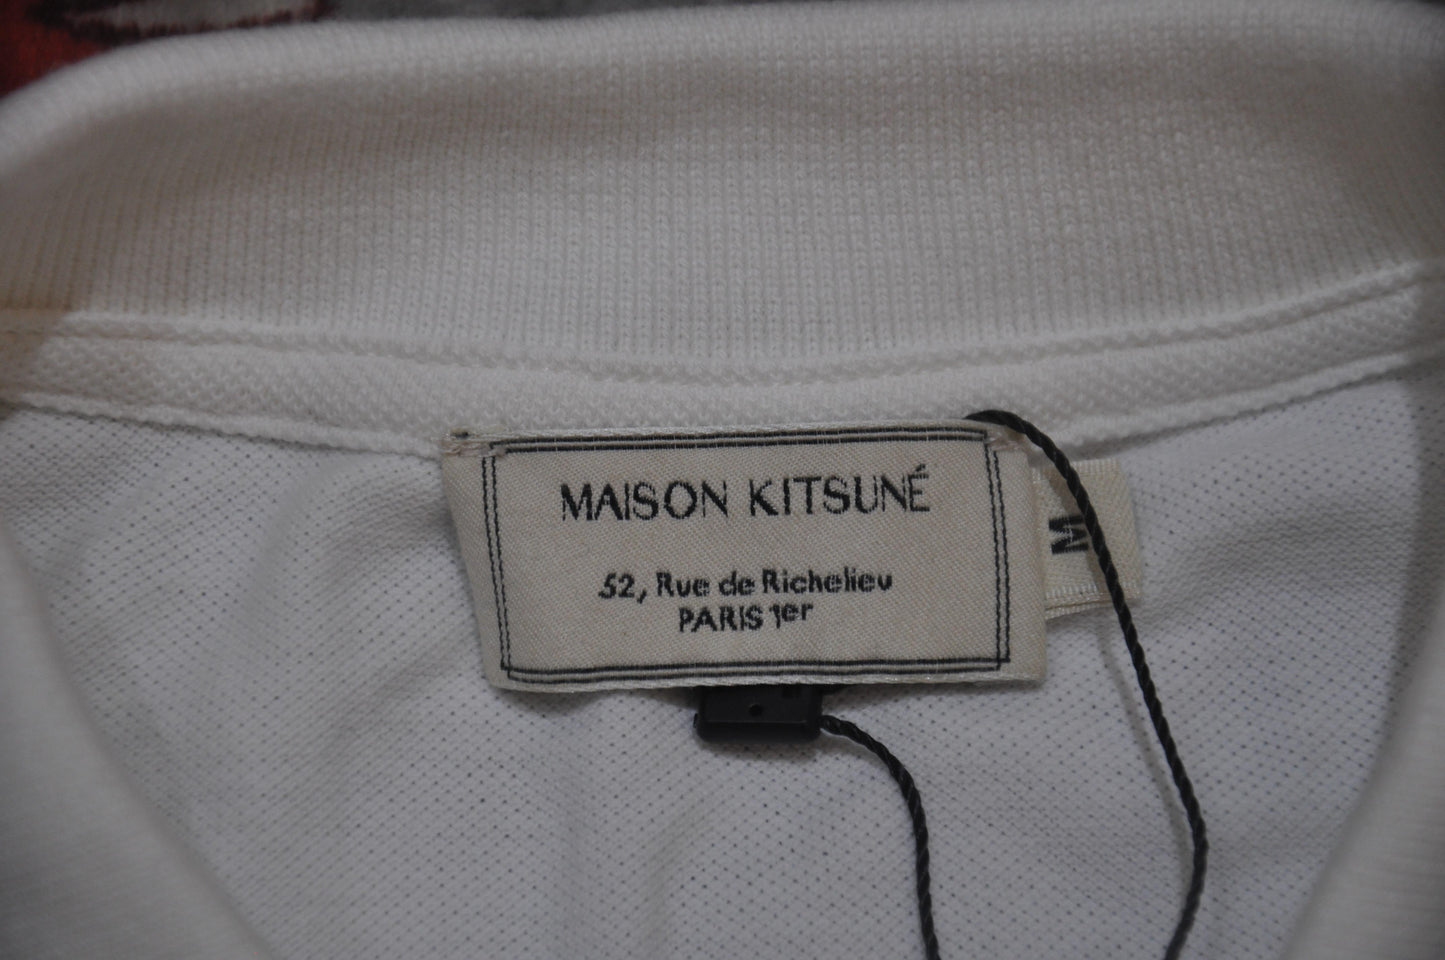 MAISON KITSUNÉ
52, Rue de Richelieu
PARIS 1er
M